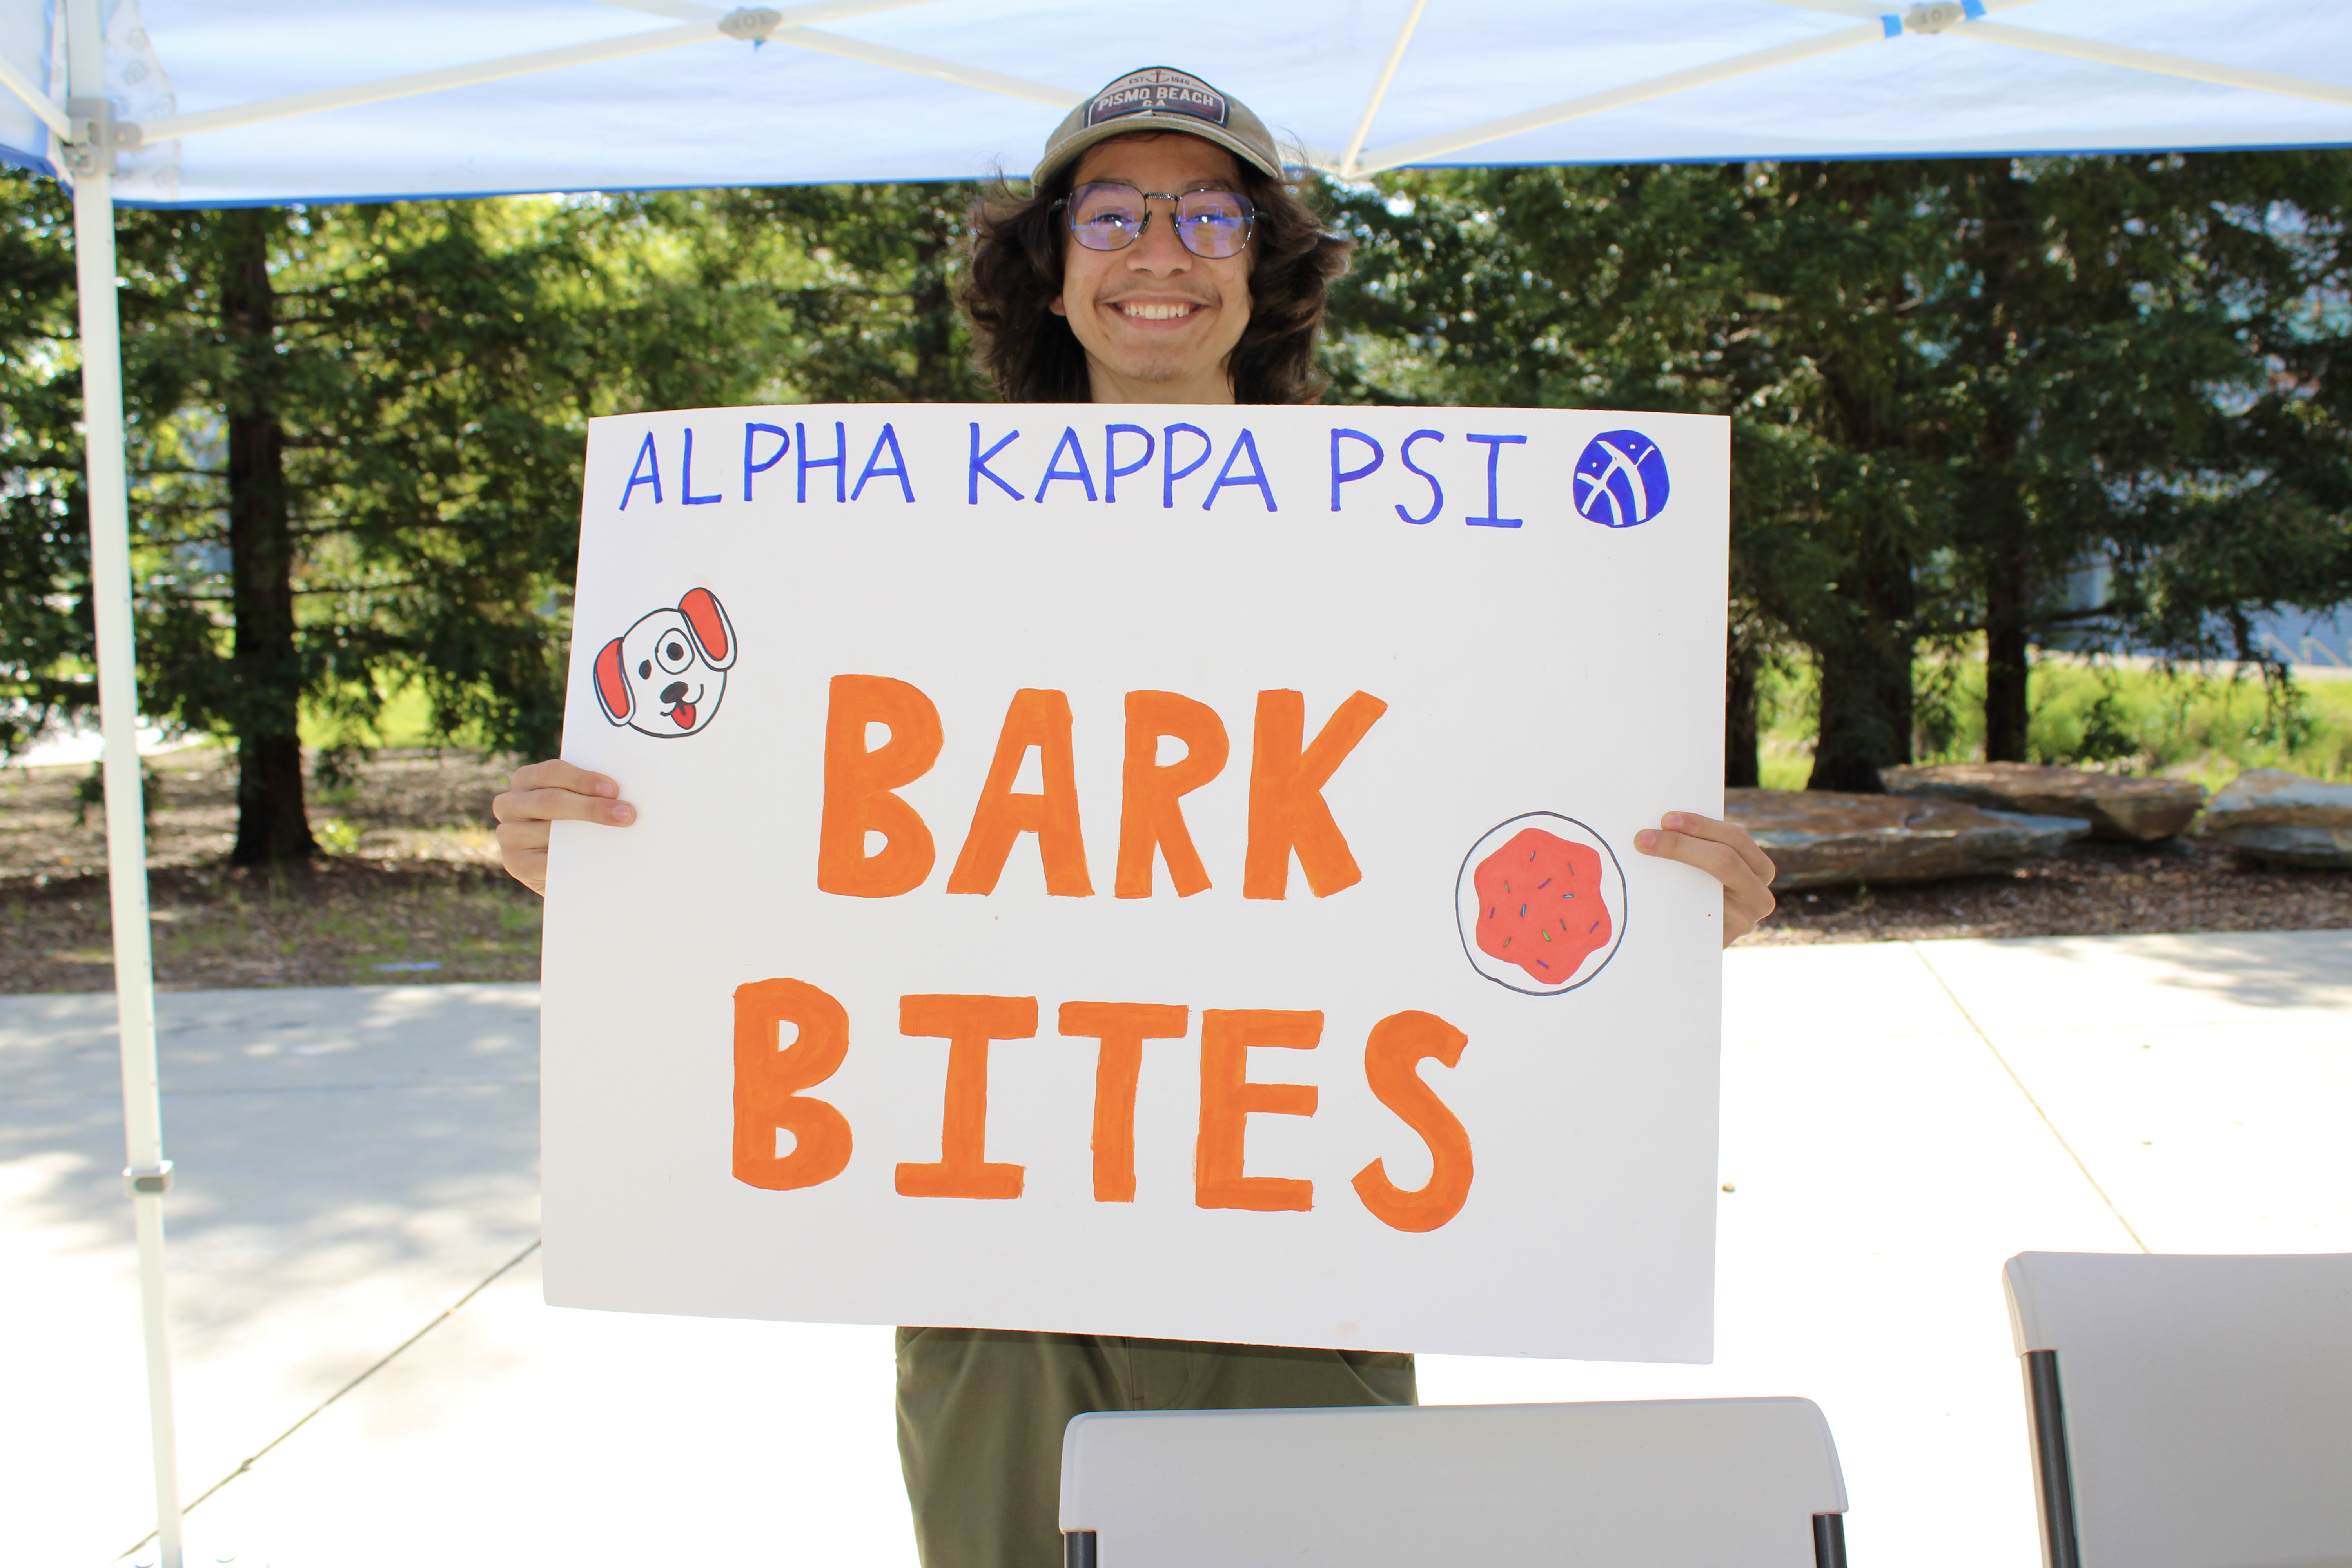 EST 1846
PISMO BEACH
CA
ALPHA KAPPA PSI
BARK
BITES